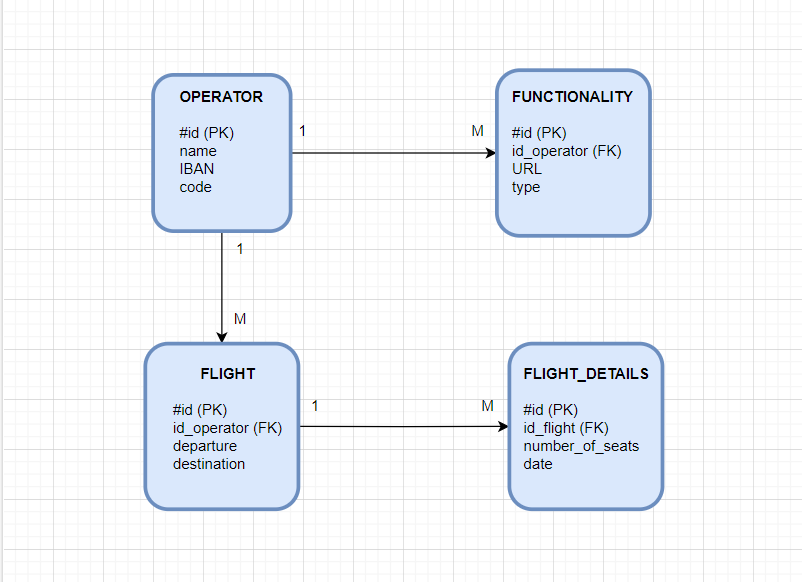 OPERATOR
#id (PK)
name
IBAN
code
1
M
FUNCTIONALITY
#id (PK)
id_operator (FK)
URL
type
1
M
FLIGHT
#id (PK)
id_operator (FK)
departure
destination
1
M
FLIGHT_DETAILS
#id (PK)
id_flight (FK)
number_of_seats
date